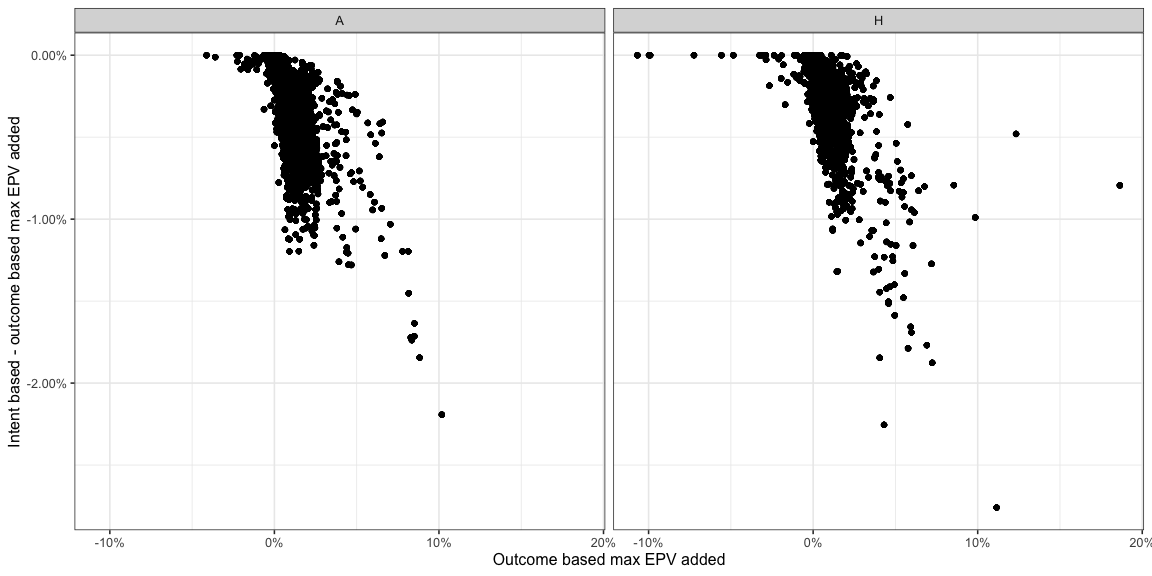 A
H
Intent based - outcome based max EPV added
0.00%
-1.00%
-2.00%
-10%
0%
10%
20%
-10%
0%
10%
20%
Outcome based max EPV added